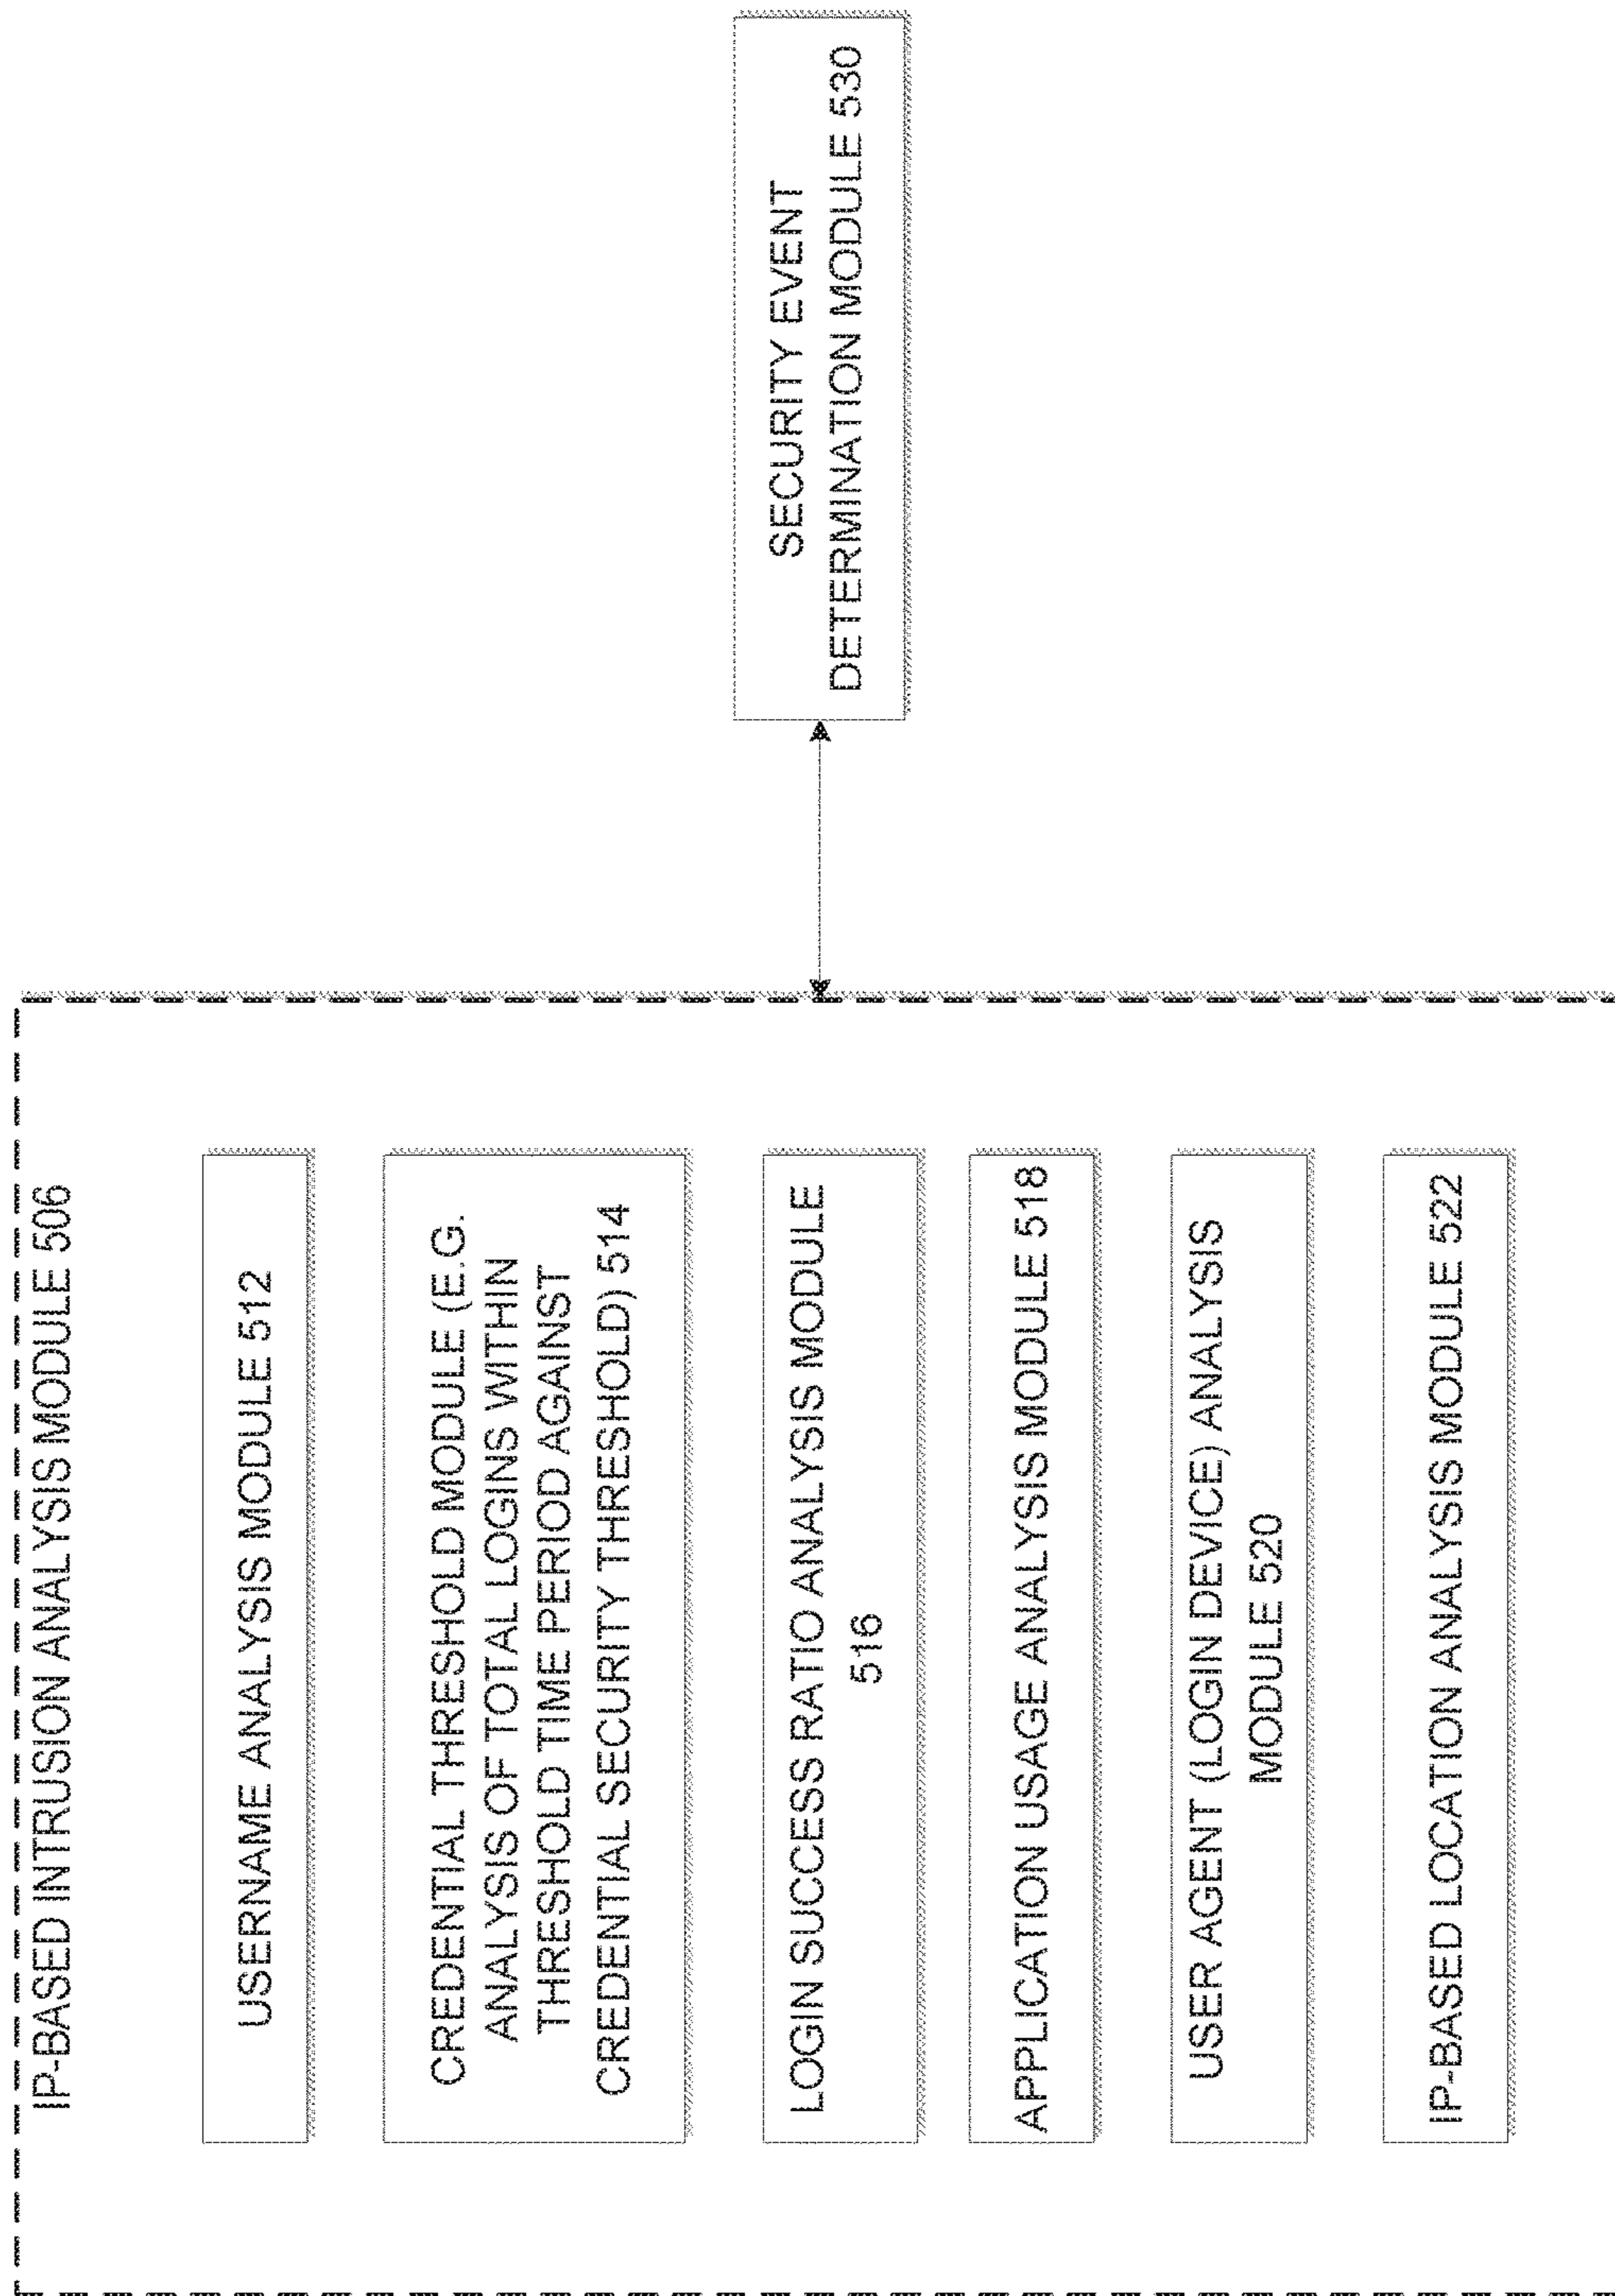 IP-BASED INTRUSION ANALYSIS MODULE 506
USERNAME ANALYSIS MODULE 512
CREDENTIAL THRESHOLD MODULE (E.G.
ANALYSIS OF TOTAL LOGINS WITHIN
THRESHOLD TIME PERIOD AGAINST
CREDENTIAL SECURITY THRESHOLD) 514
LOGIN SUCCESS RATIO ANALYSIS MODULE
516
APPLICATION USAGE ANALYSIS MODULE 518
USER AGENT (LOGIN DEVICE) ANALYSIS
MODULE 520
IP-BASED LOCATION ANALYSIS MODULE 522
SECURITY EVENT
DETERMINATION MODULE 530